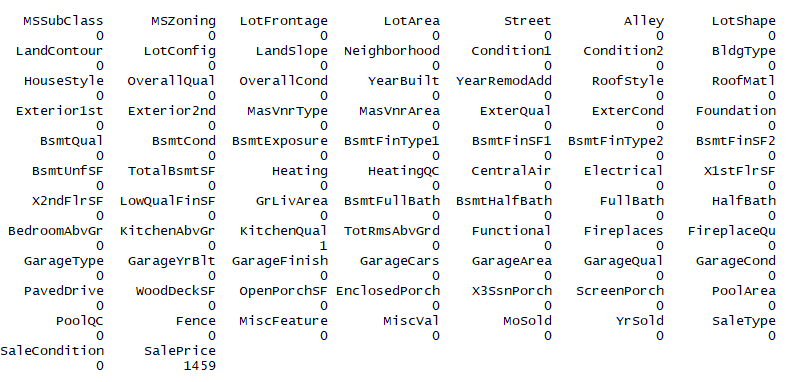 MSSubClass MSZoning LotFrontage LotArea Street Alley LotShape
0 0 0 0 0 0 0
LandContour LotConfig LandSlope Neighborhood Condition1 Condition2 BldgType
0 0 0 0 0 0 0
HouseStyle OverallQual OverallCond YearBuilt YearRemodAdd RoofStyle RoofMatl
0 0 0 0 0 0 0
Exterior1st Exterior2nd MasVnrType MasVnrArea ExterQual ExterCond Foundation
0 0 0 0 0 0 0
BsmtQual BsmtCond BsmtExposure BsmtFinType1 BsmtFinSF1 BsmtFinType2 BsmtFinSF2
0 0 0 0 0 0 0
BsmtUnfSF TotalBsmtSF Heating HeatingQC CentralAir Electrical X1stFlrSF
0 0 0 0 0 0 0
X2ndFlrSF LowQualFinSF GrLivArea BsmtFullBath BsmtHalfBath FullBath HalfBath
0 0 0 0 0 0 0
BedroomAbvGr KitchenAbvGr KitchenQual TotRmsAbvGrd Functional Fireplaces FireplaceQu
0 0 1 0 0 0 0
GarageType GarageYrBlt GarageFinish GarageCars GarageArea GarageQual GarageCond
0 0 0 0 0 0 0
PavedDrive WoodDeckSF OpenPorchSF EnclosedPorch X3SsnPorch ScreenPorch PoolArea
0 0 0 0 0 0 0
PoolQC Fence MiscFeature MiscVal MoSold YrSold SaleType
0 0 0 0 0 0 0
SaleCondition SalePrice
0 1459